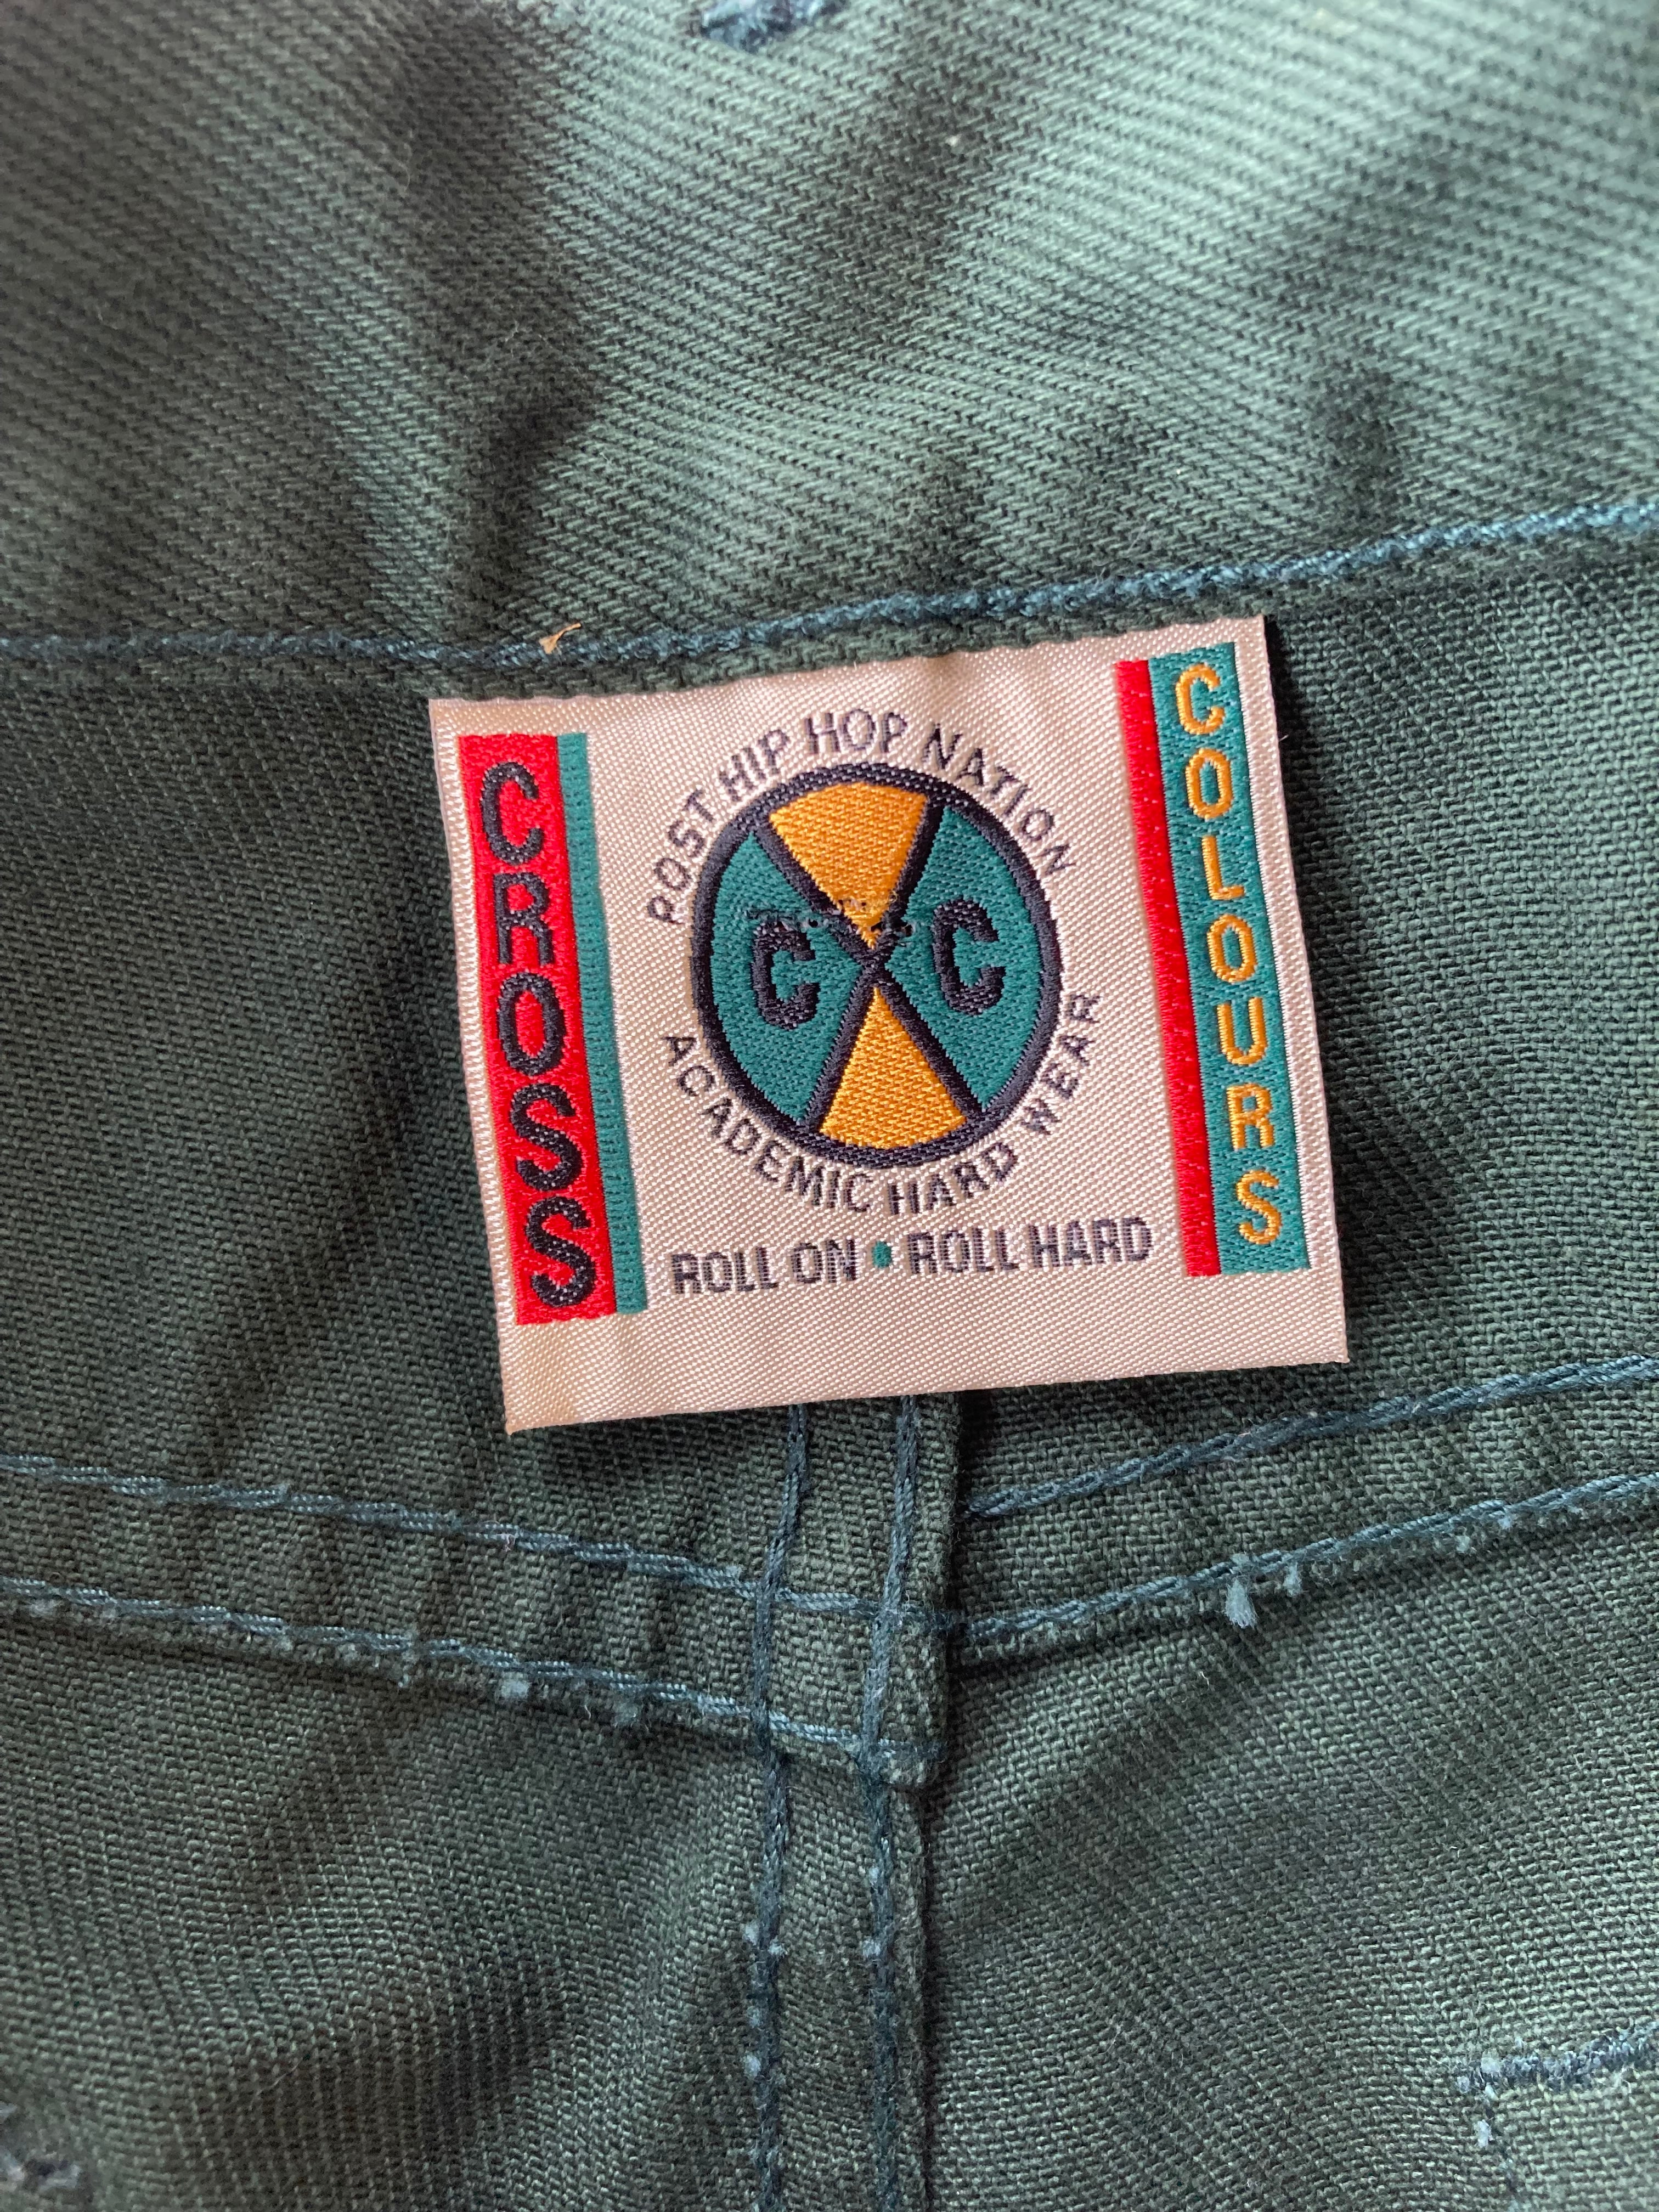 CROSS
POST HIP HOP NATION
C C
ACADEMIC HARD WEAR
ROLL ON • ROLL HARD
COLOURS